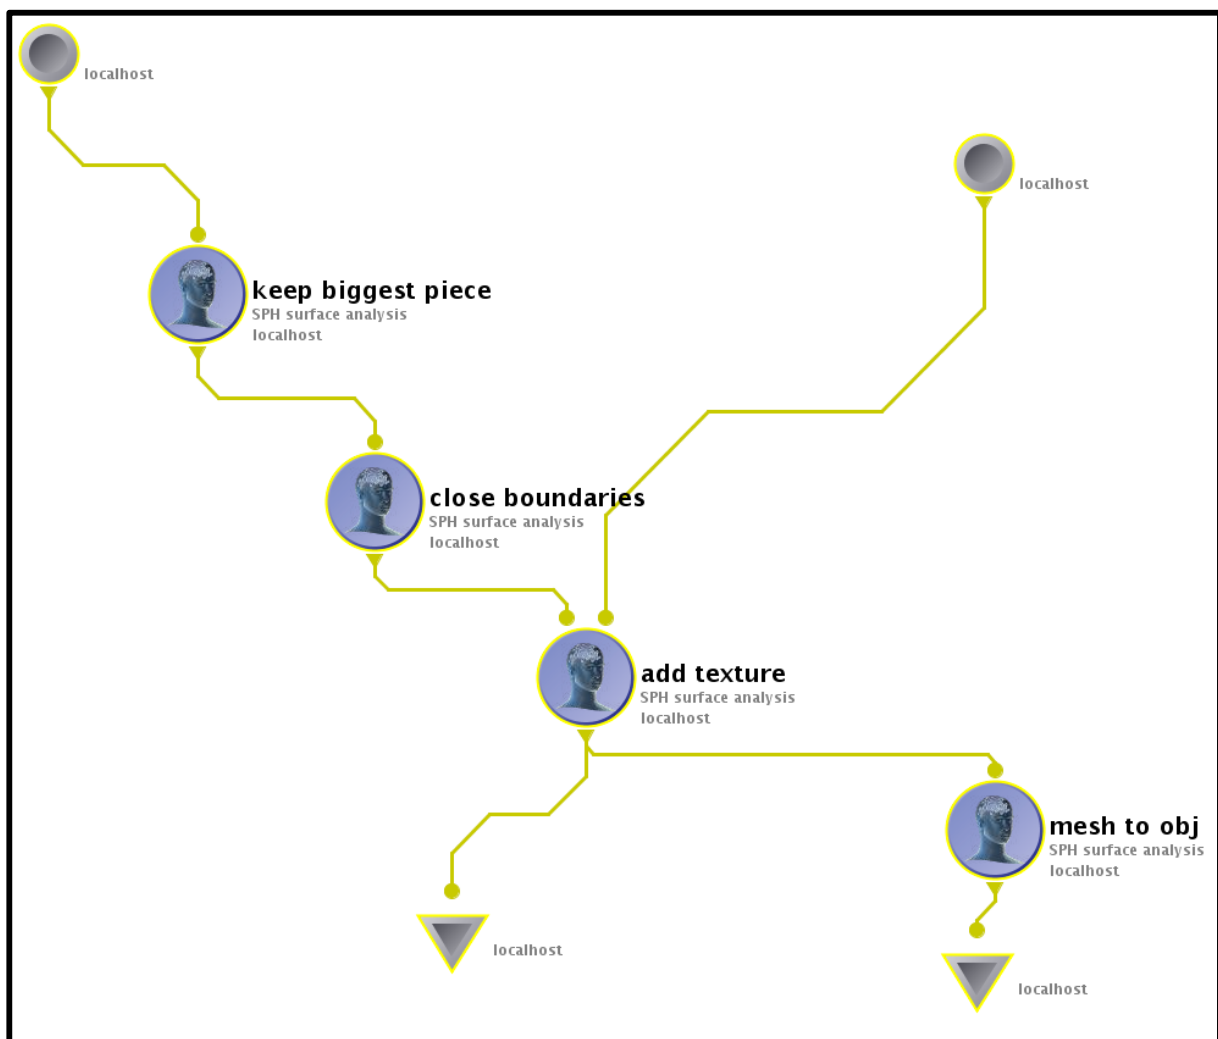 localhost
localhost
keep biggest piece
SPH surface analysis
localhost
close boundaries
SPH surface analysis
localhost
add texture
SPH surface analysis
localhost
mesh to obj
SPH surface analysis
localhost
localhost
localhost